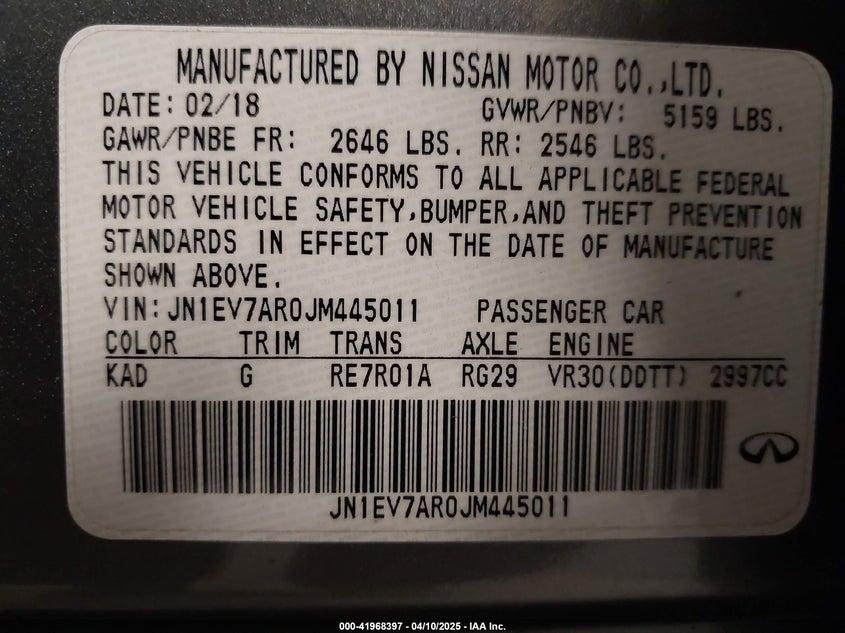 MANUFACTURED BY NISSAN MOTOR CO.,LTD.
DATE: 02/18 GVWR/PNBV: 5159 LBS.
GAWR/PNBE FR: 2646 LBS. RR: 2546 LBS.
THIS VEHICLE CONFORMS TO ALL APPLICABLE FEDERAL
MOTOR VEHICLE SAFETY,BUMPER,AND THEFT PREVENTION
STANDARDS IN EFFECT ON THE DATE OF MANUFACTURE
SHOWN ABOVE.
VIN: JN1EV7AR0JM445011 PASSENGER CAR
COLOR TRIM TRANS AXLE ENGINE
KAD G RE7R01A RG29 VR30(DDTT) 2997CC
JN1EV7AR0JM445011
000-41968397 - 04/10/2025 - IAA Inc.